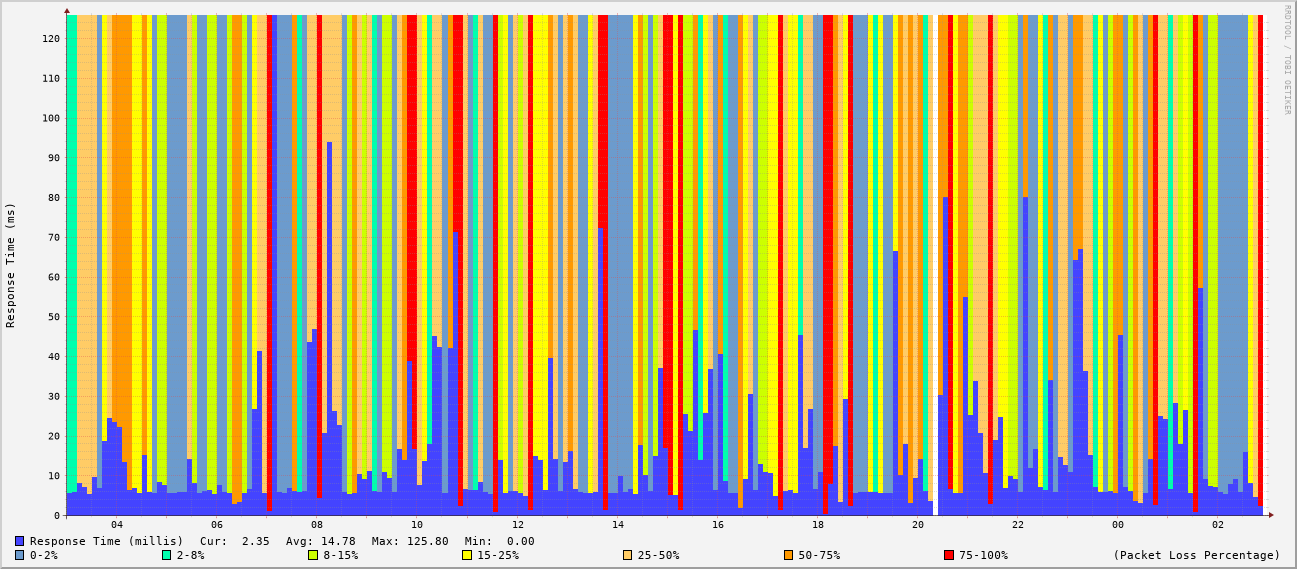 RRDTOOL / TOBI OETIKER
Response Time (ms)
120
110
100
90
80
70
60
50
40
30
20
10
0
04 06 08 10 12 14 16 18 20 22 00 02
Response Time (millis) Cur: 2.35 Avg: 14.78 Max: 125.80 Min: 0.00
0-2% 2-8% 8-15% 15-25% 25-50% 50-75% 75-100% (Packet Loss Percentage)